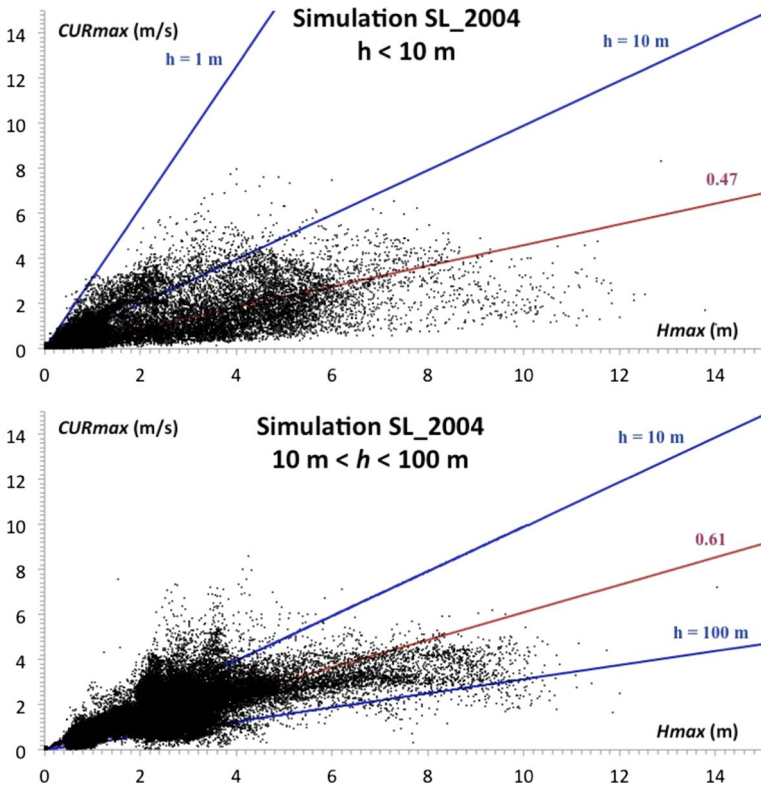 Simulation SL_2004
h < 10 m
CURmax (m/s)
h = 1 m
h = 10 m
0.47
Hmax (m)
14
12
10
8
6
4
2
0
0 2 4 6 8 10 12 14
Simulation SL_2004
10 m < h < 100 m
CURmax (m/s)
h = 10 m
0.61
h = 100 m
Hmax (m)
14
12
10
8
6
4
2
0
0 2 4 6 8 10 12 14